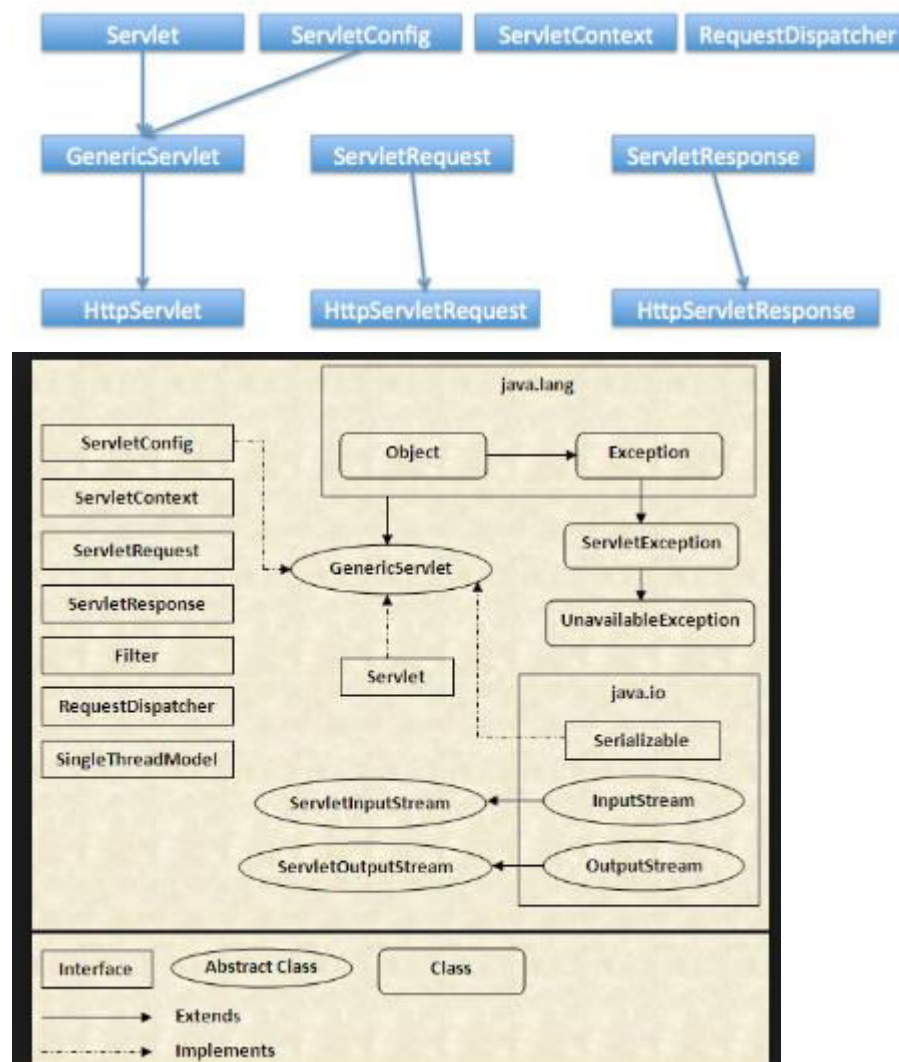 Servlet
ServletConfig
ServletContext
RequestDispatcher
GenericServlet
ServletRequest
ServletResponse
HttpServlet
HttpServletRequest
HttpServletResponse
java.lang
ServletConfig
Object
Exception
ServletContext
ServletRequest
ServletException
GenericServlet
ServletResponse
UnavailableException
Filter
Servlet
java.io
RequestDispatcher
Serializable
SingleThreadModel
ServletInputStream
InputStream
ServletOutputStream
OutputStream
Interface
Abstract Class
Class
Extends
Implements